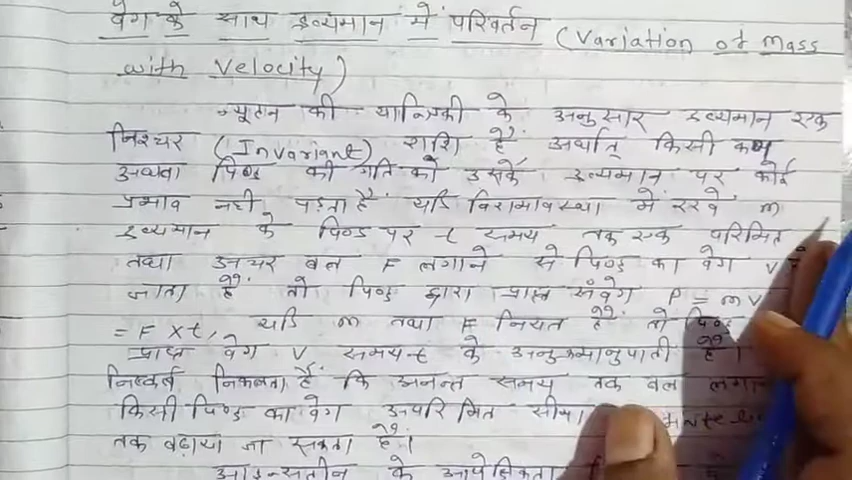 वेग के साथ द्रव्यमान में परिवर्तन (Variation of Mass
with Velocity)
न्यूटन की यान्त्रिकी के अनुसार द्रव्यमान एक
निश्चर (Invariant) राशि है अर्थात् किसी कण
अथवा पिण्ड की गति को उसके द्रव्यमान पर कोई
प्रभाव नही पड़ता है यदि विरामावस्था में रखे m
द्रव्यमान के पिण्ड पर t समय तक एक परिमित
तथा अचर बल F लगाने से पिण्ड का वेग v
जाता है तो पिण्ड द्वारा प्राप्त संवेग P = mv
= F x t, यदि m तथा F नियत है तो पिण्ड
प्राप्त वेग v समय t के अनुक्रमानुपाती है।
निष्कर्ष निकलता है कि अनन्त समय तक बल
किसी पिण्ड का वेग अपरिमित सीमा
तक बढ़ाया जा सकता है।
आइन्सतीन के आपेक्षिकता